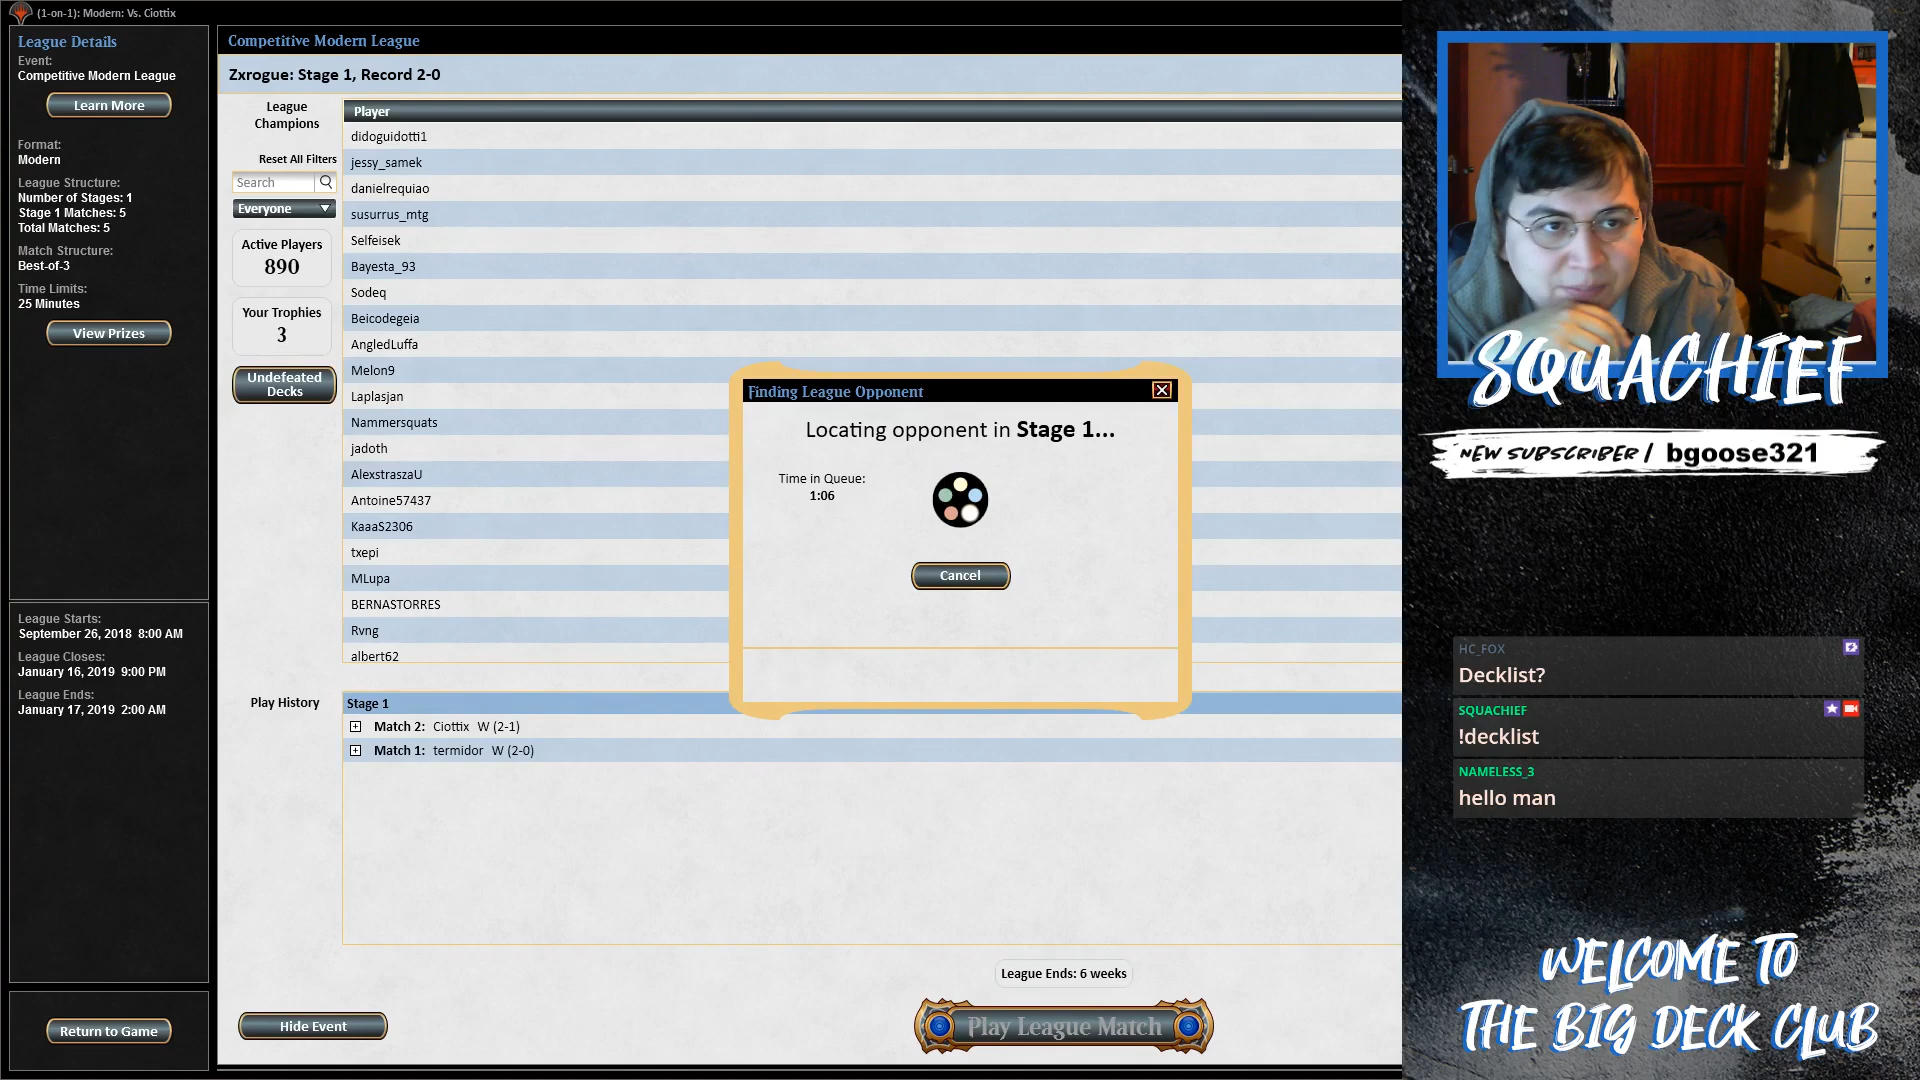 (1-on-1): Modern: Vs. Ciottix
League Details
Event:
Competitive Modern League
Learn More
Format:
Modern
League Structure:
Number of Stages: 1
Stage 1 Matches: 5
Total Matches: 5
Match Structure:
Best-of-3
Time Limits:
25 Minutes
View Prizes
League Starts:
September 26, 2018 8:00 AM
League Closes:
January 16, 2019 9:00 PM
League Ends:
January 17, 2019 2:00 AM
Return to Game
Competitive Modern League
Zxrogue: Stage 1, Record 2-0
League
Champions
Reset All Filters
Search
Everyone
Active Players
890
Your Trophies
3
Undefeated
Decks
Player
didoguidotti1
jessy_samek
danielrequiao
susurrus_mtg
Selfeisek
Bayesta_93
Sodeq
Beicodegeia
AngledLuffa
Melon9
Laplasjan
Nammersquats
jadoth
AlexstraszaU
Antoine57437
KaaaS2306
txepi
MLupa
BERNASTORRES
Rvng
albert62
Finding League Opponent
Locating opponent in Stage 1...
Time in Queue:
1:06
Cancel
Play History
Stage 1
Match 2: Ciottix W (2-1)
Match 1: termidor W (2-0)
League Ends: 6 weeks
Hide Event
Play League Match
SQUACHIEF
NEW SUBSCRIBER / bgoose321
HC_FOX
Decklist?
SQUACHIEF
!decklist
NAMELESS_3
hello man
WELCOME TO
THE BIG DECK CLUB